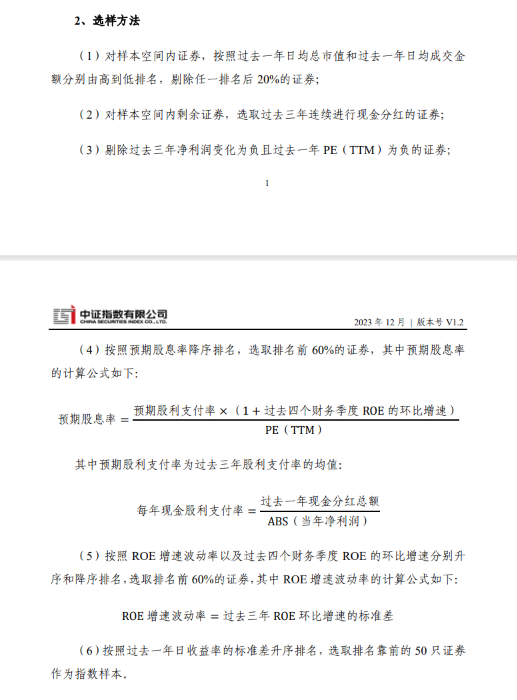 2、选样方法
（1）对样本空间内证券，按照过去一年日均总市值和过去一年日均成交金
额分别由高到低排名，剔除任一排名后 20%的证券；
（2）对样本空间内剩余证券，选取过去三年连续进行现金分红的证券；
（3）剔除过去三年净利润变化为负且过去一年 PE（TTM）为负的证券；
1
中证指数有限公司
CHINA SECURITIES INDEX CO., LTD.
2023 年 12 月 | 版本号 V1.2
（4）按照预期股息率降序排名，选取排名前 60%的证券，其中预期股息率
的计算公式如下：
预期股息率 = 预期股利支付率 ×（1 + 过去四个财务季度 ROE 的环比增速）
PE（TTM）
其中预期股利支付率为过去三年股利支付率的均值：
每年现金股利支付率 = 过去一年现金分红总额
ABS（当年净利润）
（5）按照 ROE 增速波动率以及过去四个财务季度 ROE 的环比增速分别升
序和降序排名，选取排名前 60%的证券，其中 ROE 增速波动率的计算公式如下：
ROE 增速波动率 = 过去三年 ROE 环比增速的标准差
（6）按照过去一年日收益率的标准差升序排名，选取排名靠前的 50 只证券
作为指数样本。